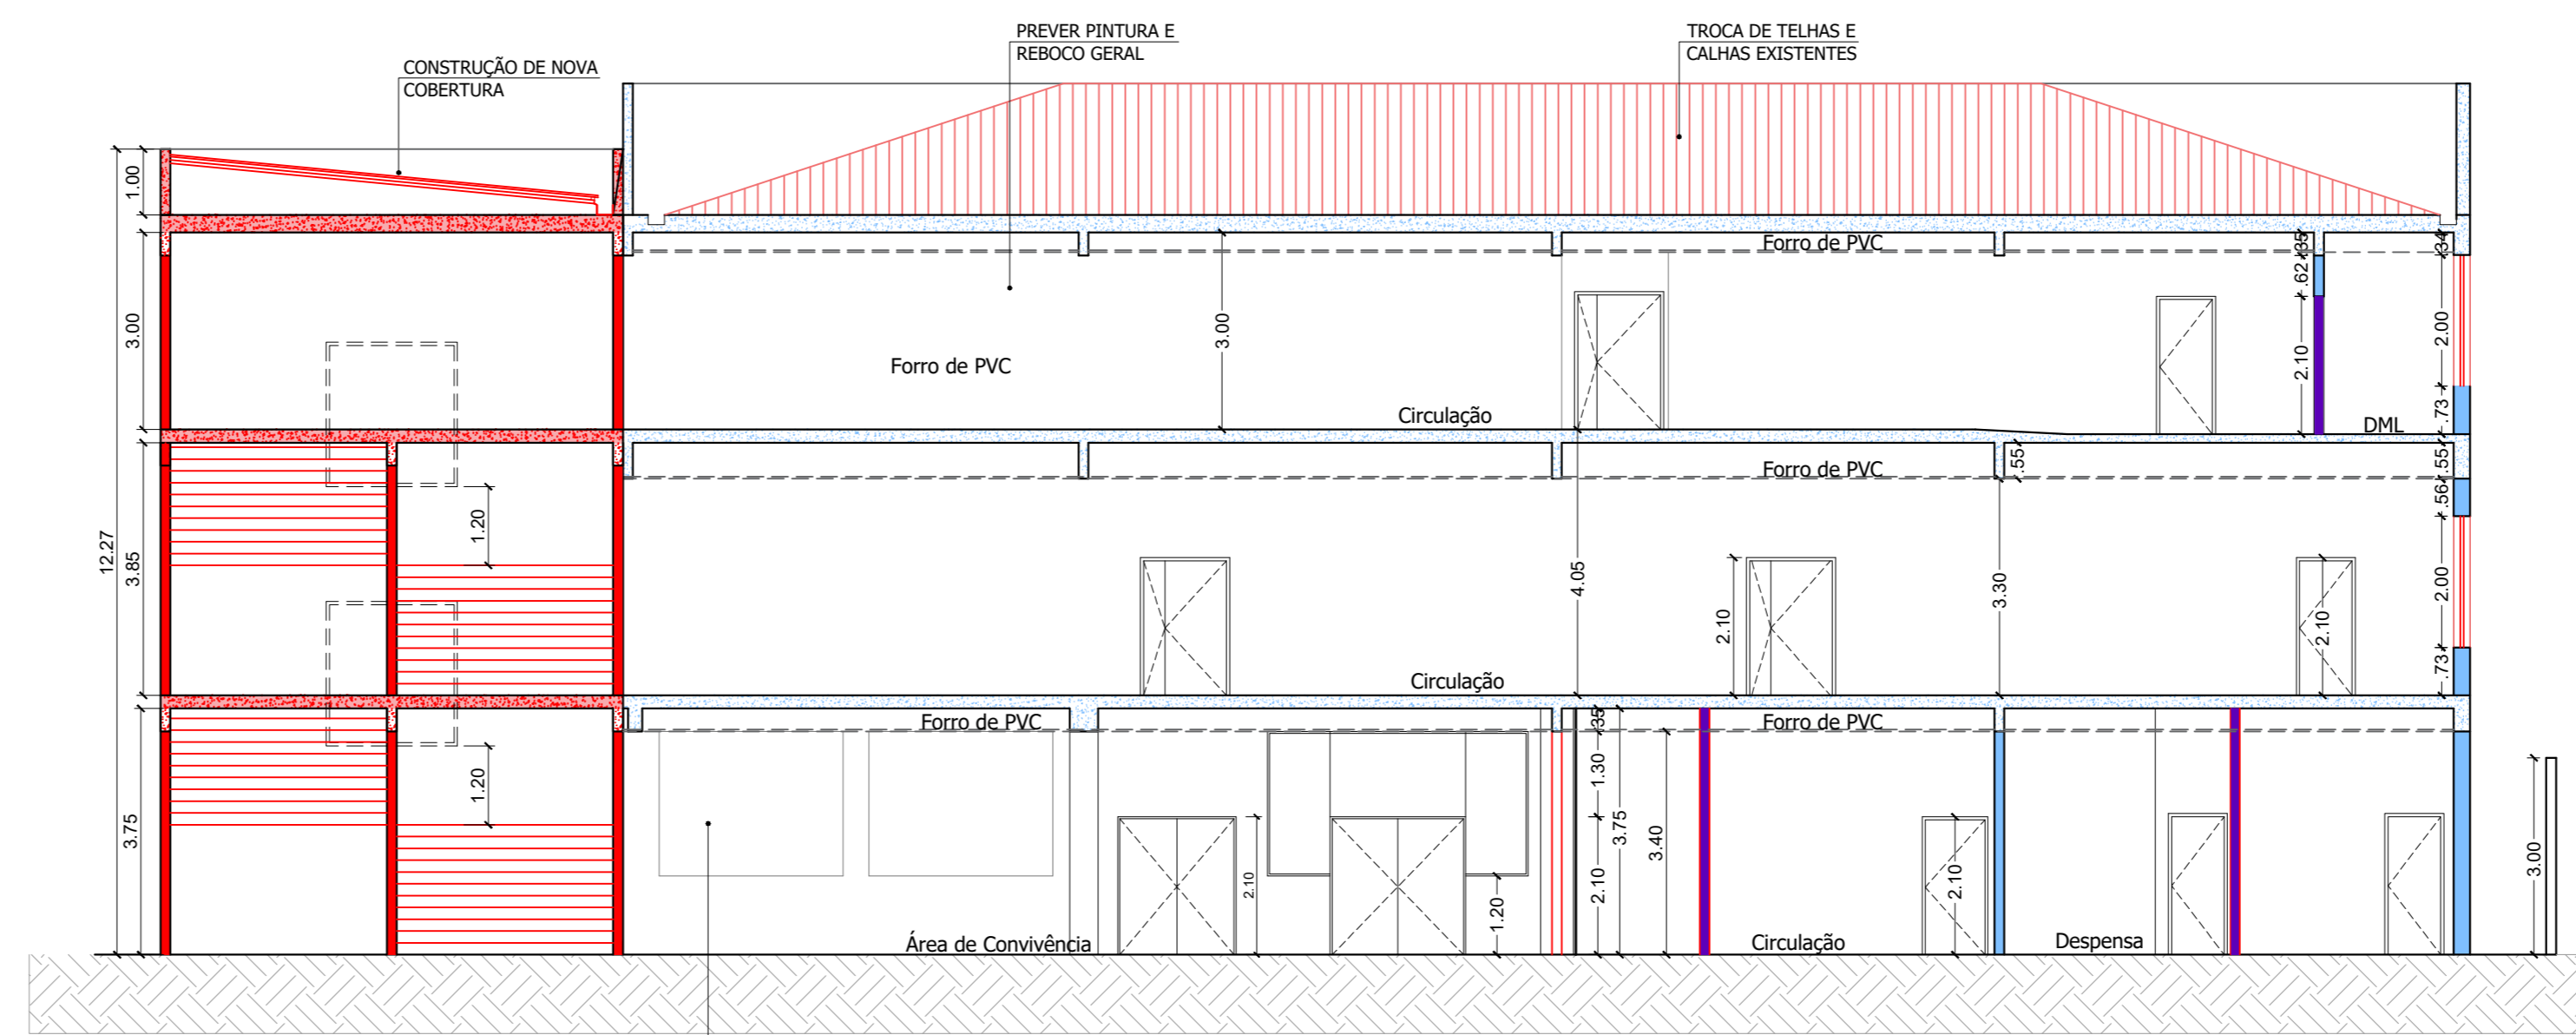 PREVER PINTURA E
REBOCO GERAL
TROCA DE TELHAS E
CALHAS EXISTENTES
CONSTRUÇÃO DE NOVA
COBERTURA
1.00
Forro de PVC
.35
.34
.62
3.00
3.00
2.00
2.10
Forro de PVC
Circulação
.73
DML
Forro de PVC
.55
.55
.56
1.20
12.27
3.85
4.05
3.30
2.00
2.10
2.10
.73
Circulação
Forro de PVC
Forro de PVC
.35
1.20
1.30
3.75
3.75
3.40
2.10
2.10
2.10
1.20
3.00
Área de Convivência
Circulação
Despensa